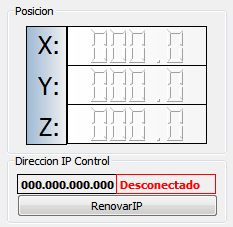 Posicion
X: 000.0
Y: 000.0
Z: 000.0
Direccion IP Control
000.000.000.000 Desconectado
RenovarIP